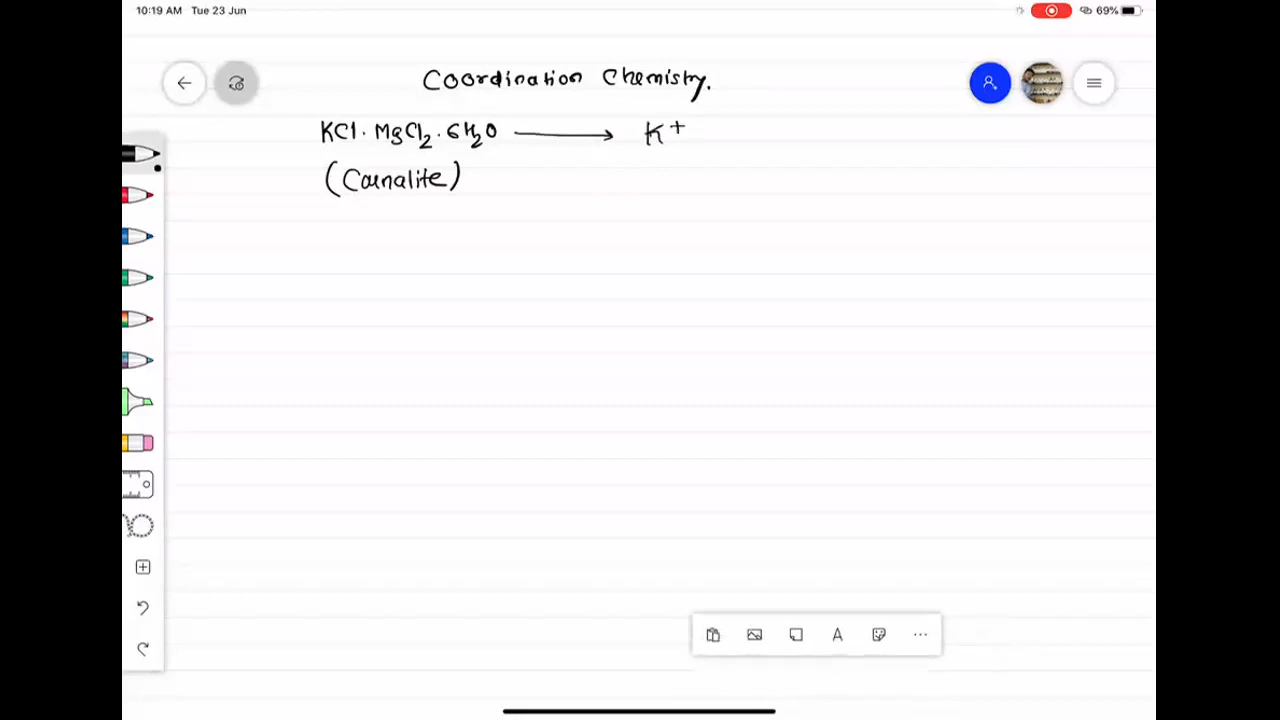 10:19 AM Tue 23 Jun
69%
Coordination Chemistry.
KCl · MgCl₂ · 6H₂O ⟶ K⁺
(Carnalite)
A